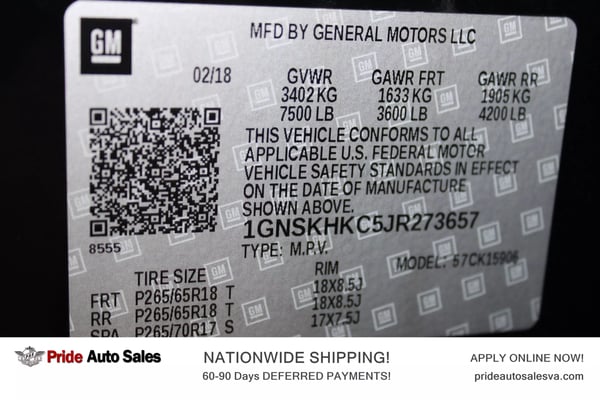 GM
MFD BY GENERAL MOTORS LLC
02/18 GVWR GAWR FRT GAWR RR
3402 KG 1633 KG 1905 KG
7500 LB 3600 LB 4200 LB
THIS VEHICLE CONFORMS TO ALL
APPLICABLE U.S. FEDERAL MOTOR
VEHICLE SAFETY STANDARDS IN EFFECT
ON THE DATE OF MANUFACTURE
SHOWN ABOVE.
1GNSKHKC5JR273657
8555
TYPE: M.P.V. MODEL: 57CK15906
TIRE SIZE RIM
FRT P265/65R18 T 18X8.5J
RR P265/65R18 T 18X8.5J
SPA P265/70R17 S 17X7.5J
Pride Auto Sales
NATIONWIDE SHIPPING!
60-90 Days DEFERRED PAYMENTS!
APPLY ONLINE NOW!
prideautosalesva.com